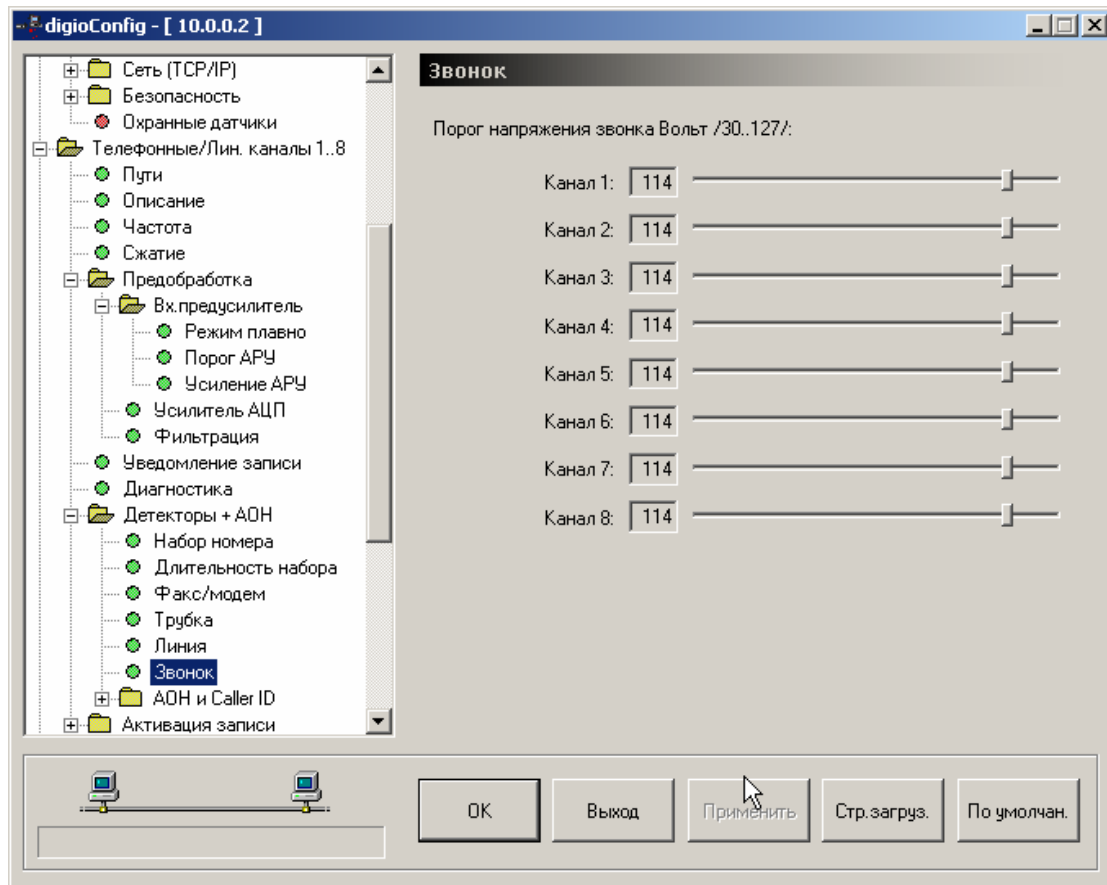 digioConfig - [ 10.0.0.2 ]
Сеть (TCP/IP)
Безопасность
Охранные датчики
Телефонные/Лин. каналы 1..8
Пути
Описание
Частота
Сжатие
Предобработка
Вх.предусилитель
Режим плавно
Порог АРУ
Усиление АРУ
Усилитель АЦП
Фильтрация
Уведомление записи
Диагностика
Детекторы + АОН
Набор номера
Длительность набора
Факс/модем
Трубка
Линия
Звонок
АОН и Caller ID
Активация записи
Звонок
Порог напряжения звонка Вольт /30..127/:
Канал 1: 114
Канал 2: 114
Канал 3: 114
Канал 4: 114
Канал 5: 114
Канал 6: 114
Канал 7: 114
Канал 8: 114
OK
Выход
Применить
Стр.загруз.
По умолчан.